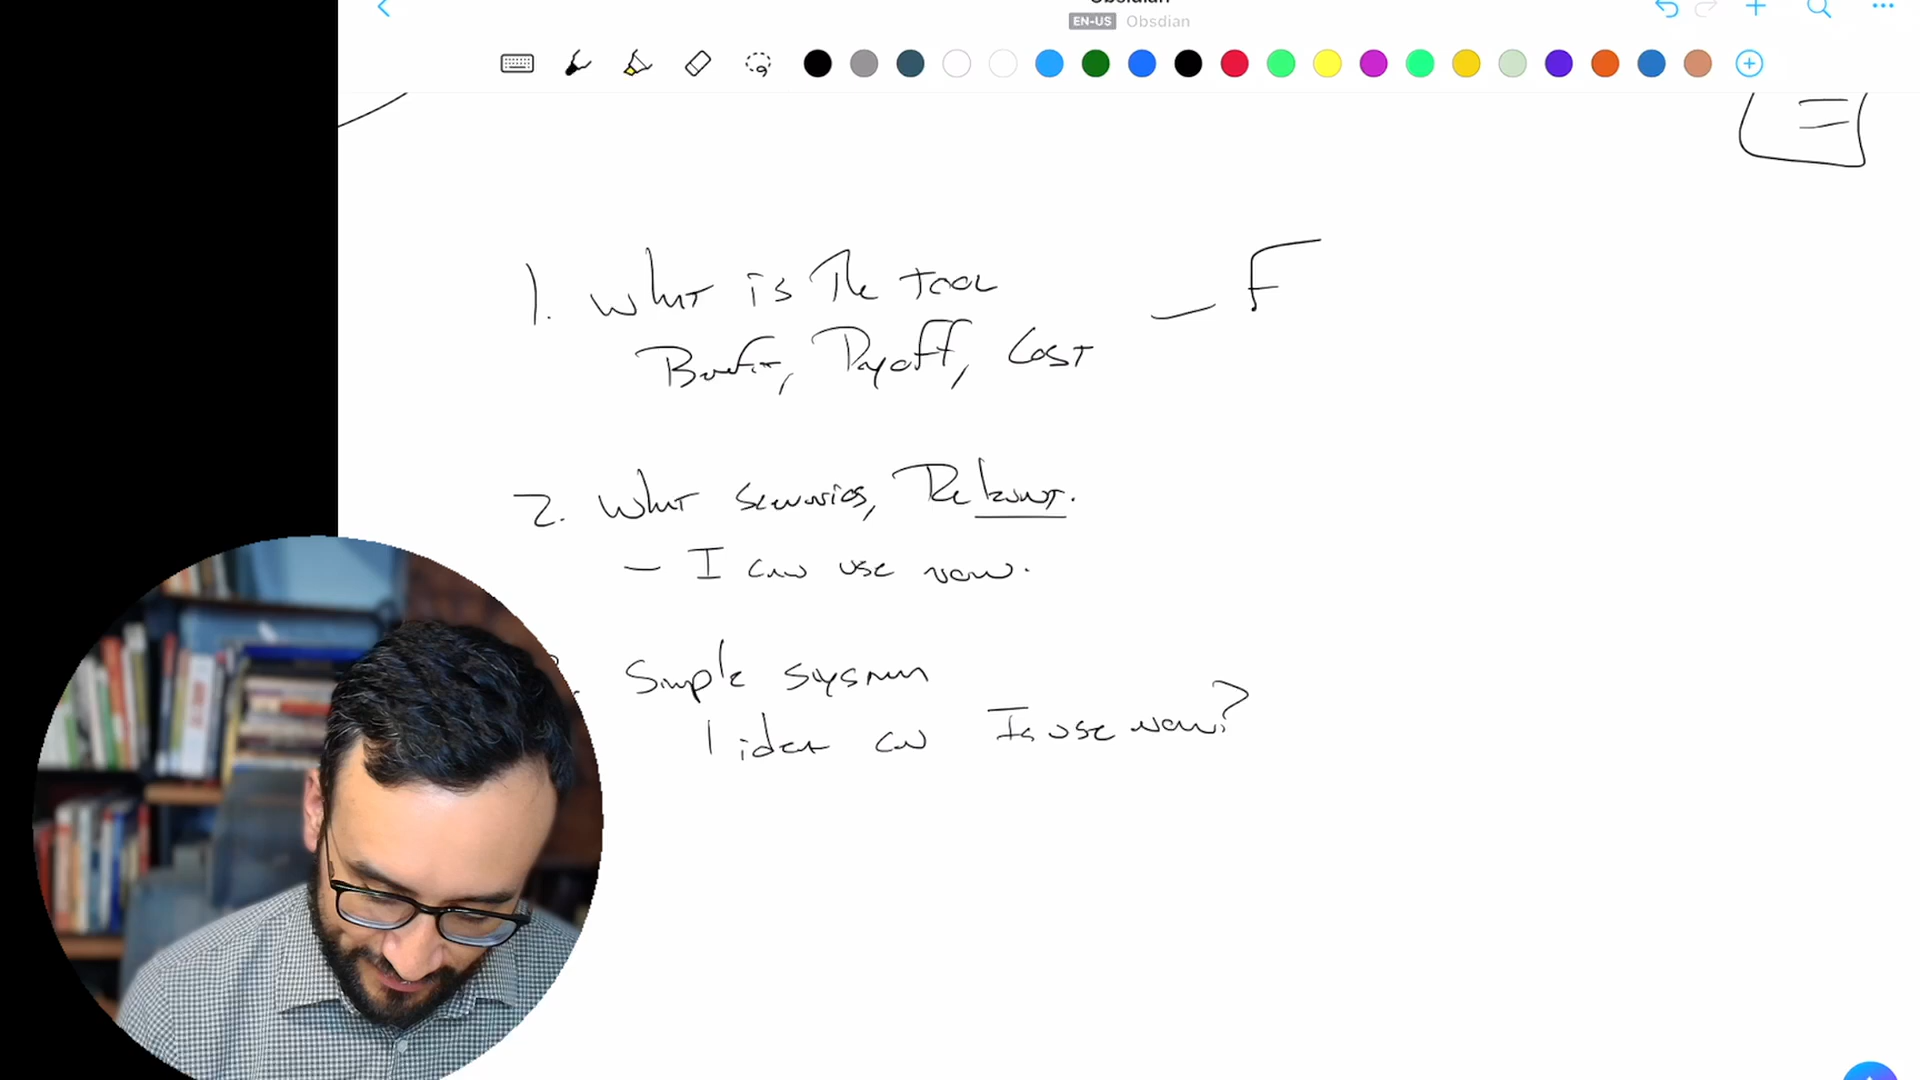 Obsidian
EN-US Obsdian
1. What is The tool
Benefit, Payoff, Cost
– F
2. What scenarios, Relevant.
– I can use now.
Simple system
1 idea can I use now?